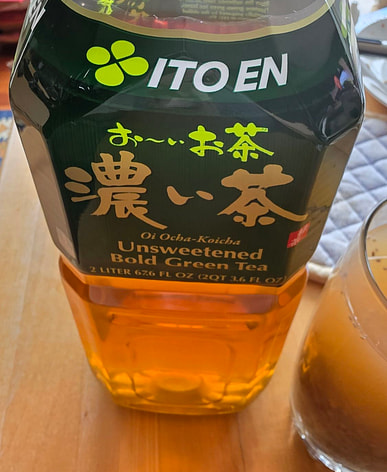 ITO EN
お〜いお茶
濃い茶
Oi Ocha-Koicha
Unsweetened
Bold Green Tea
2 LITER 67.6 FL OZ (2QT 3.6 FL OZ)